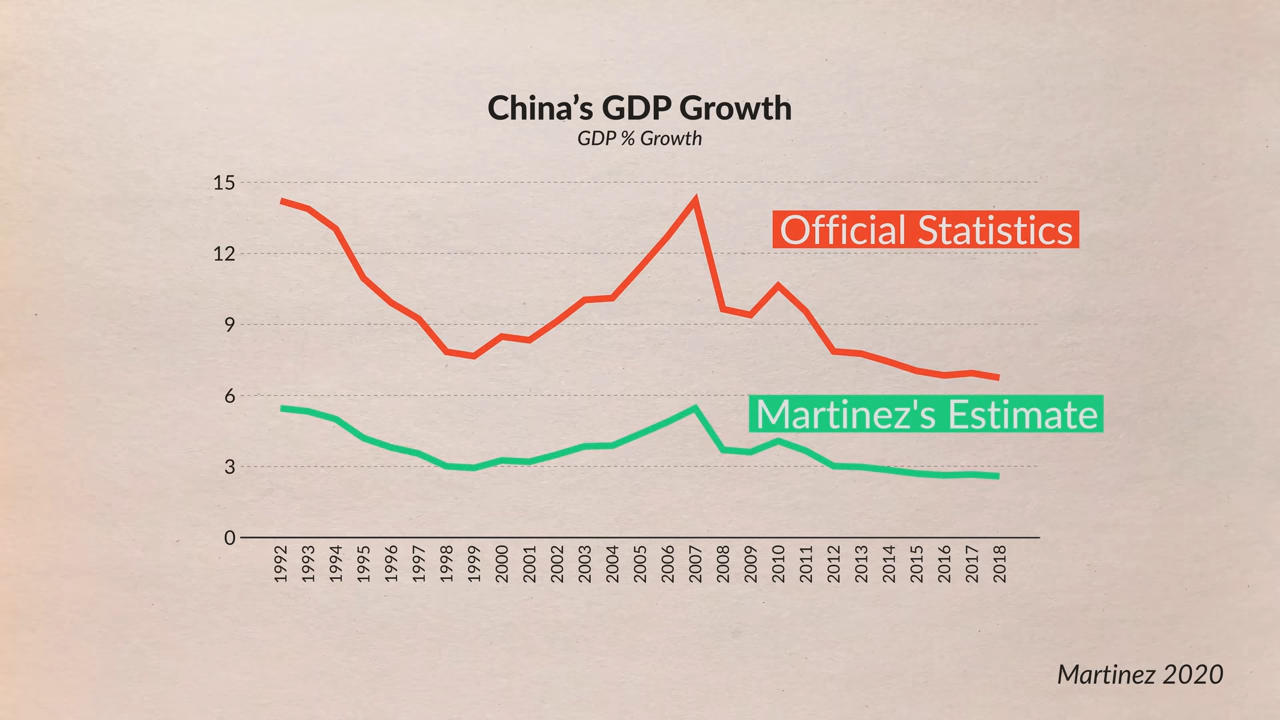 China’s GDP Growth
GDP % Growth
15
Official Statistics
12
9
6
Martinez's Estimate
3
0
1992 1993 1994 1995 1996 1997 1998 1999 2000 2001 2002 2003 2004 2005 2006 2007 2008 2009 2010 2011 2012 2013 2014 2015 2016 2017 2018
Martinez 2020